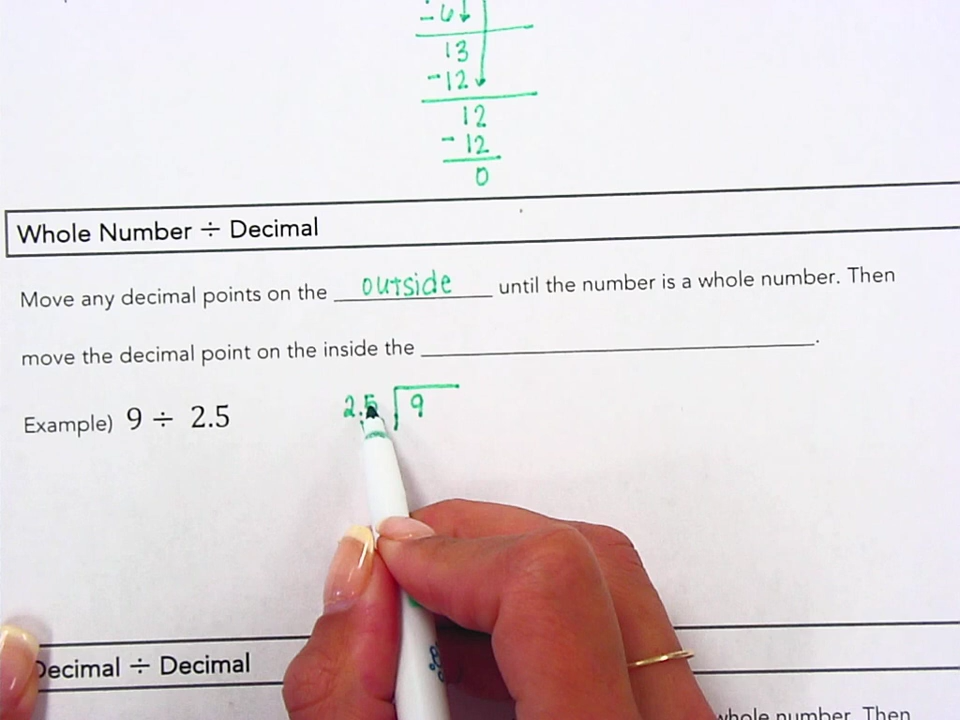 - 6
13
- 12
12
- 12
0
Whole Number ÷ Decimal
Move any decimal points on the outside until the number is a whole number. Then
move the decimal point on the inside the .
Example) 9 ÷ 2.5 2.5 9
Decimal ÷ Decimal
whole number. Then